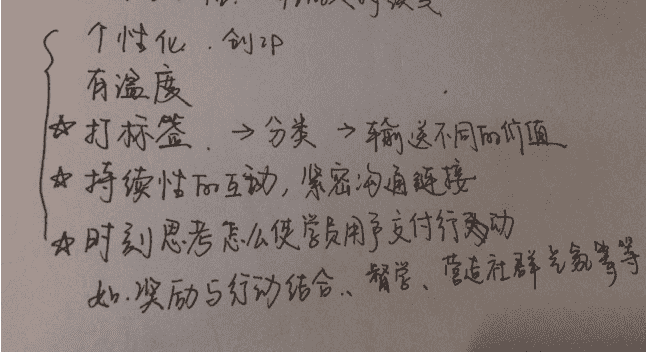 个性化、创IP
有温度
☆打标签、→分类→输送不同的价值
☆持续性的互动,紧密沟通链接
☆时刻思考怎么使学员用户交付行动
如:奖励与行动结合、督学、营造社群氛围等等